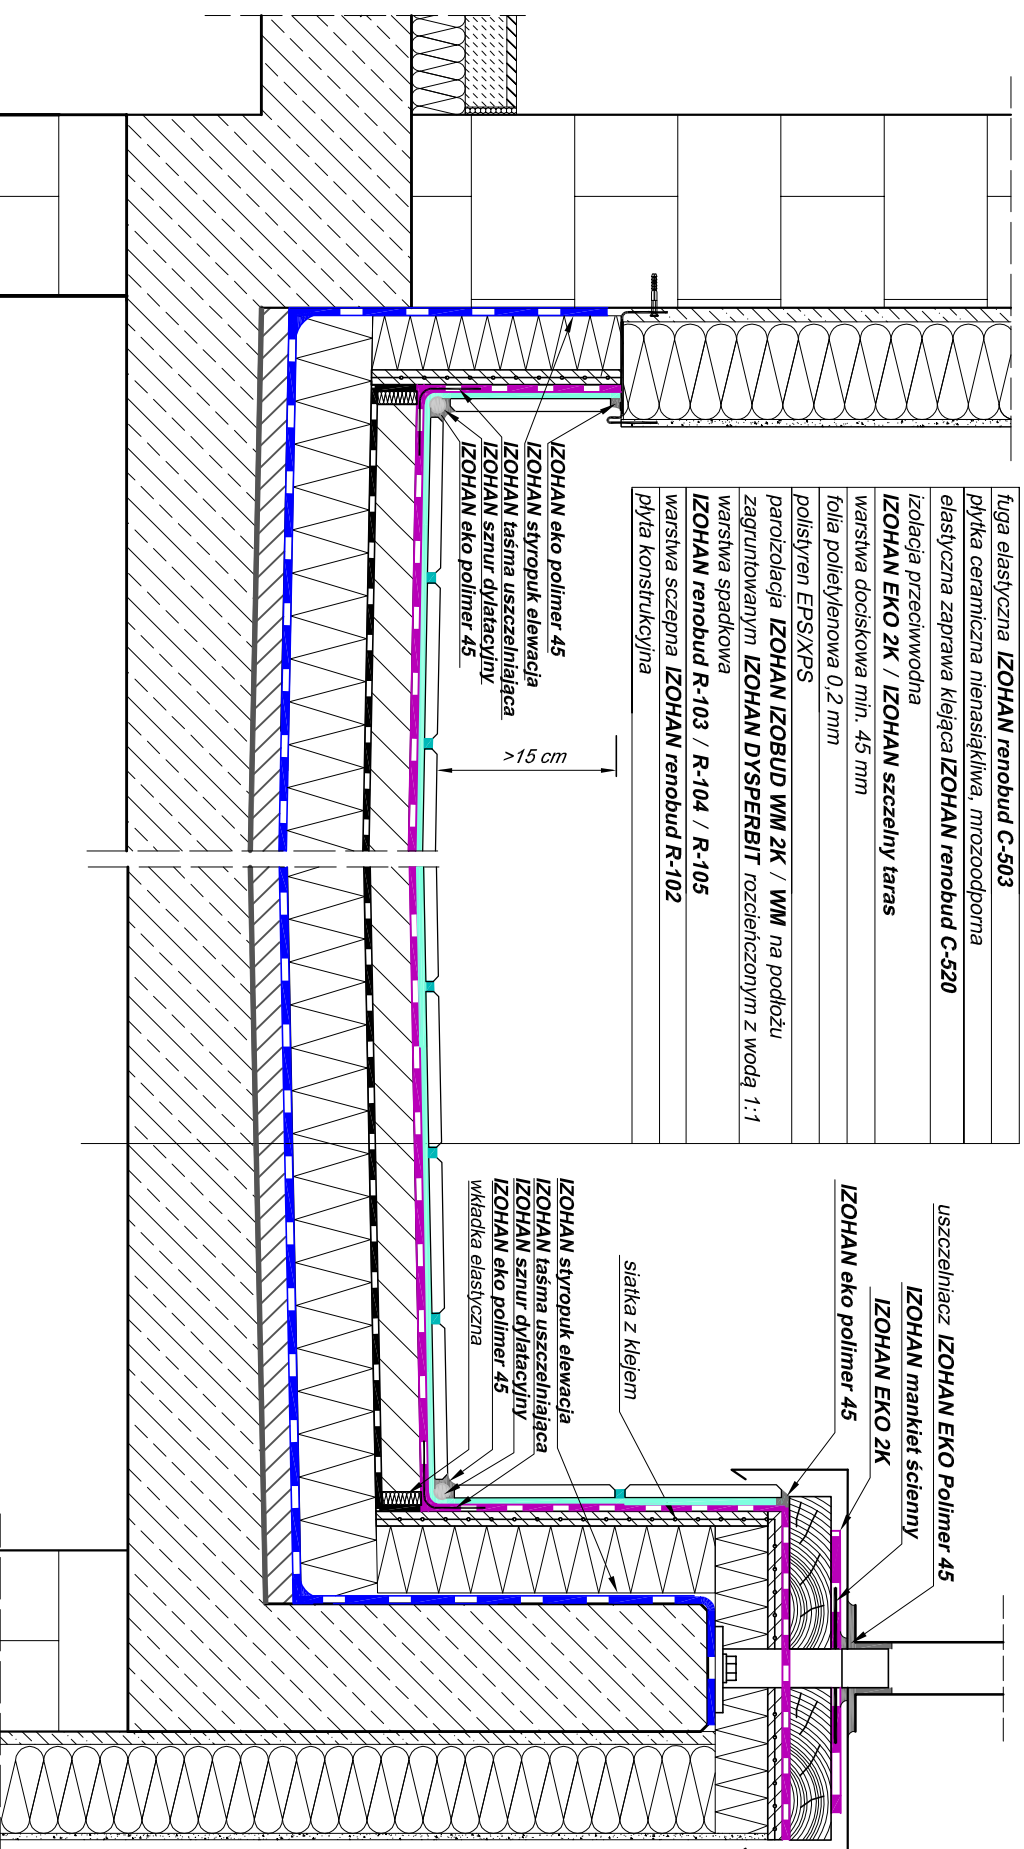 fuga elastyczna IZOHAN renobud C-503
płytka ceramiczna nienasiąkliwa, mrozoodporna
elastyczna zaprawa klejąca IZOHAN renobud C-520
izolacja przeciwwodna
IZOHAN EKO 2K / IZOHAN szczelny taras
warstwa dociskowa min. 45 mm
folia polietylenowa 0,2 mm
polistyren EPS/XPS
paroizolacja IZOHAN IZOBUD WM 2K / WM na podłożu
zagruntowanym IZOHAN DYSPERBIT rozcieńczonym z wodą 1:1
warstwa spadkowa
IZOHAN renobud R-103 / R-104 / R-105
warstwa sczepna IZOHAN renobud R-102
płyta konstrukcyjna
IZOHAN eko polimer 45
IZOHAN styropuk elewacja
IZOHAN taśma uszczelniająca
IZOHAN sznur dylatacyjny
IZOHAN eko polimer 45
>15 cm
uszczelniacz IZOHAN EKO Polimer 45
IZOHAN mankiet ścienny
IZOHAN EKO 2K
IZOHAN eko polimer 45
siatka z klejem
IZOHAN styropuk elewacja
IZOHAN taśma uszczelniająca
IZOHAN sznur dylatacyjny
IZOHAN eko polimer 45
wkładka elastyczna